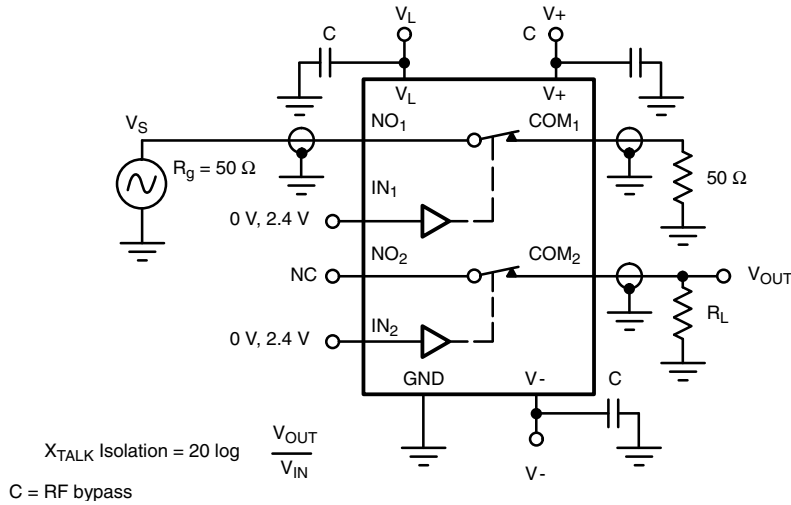 V_L
V+
C
C
V_L
V+
V_S
NO_1
COM_1
R_g = 50 Ω
50 Ω
IN_1
0 V, 2.4 V
NO_2
COM_2
NC
V_OUT
R_L
IN_2
0 V, 2.4 V
GND
V-
C
X_TALK Isolation = 20 log V_OUT / V_IN
V-
C = RF bypass